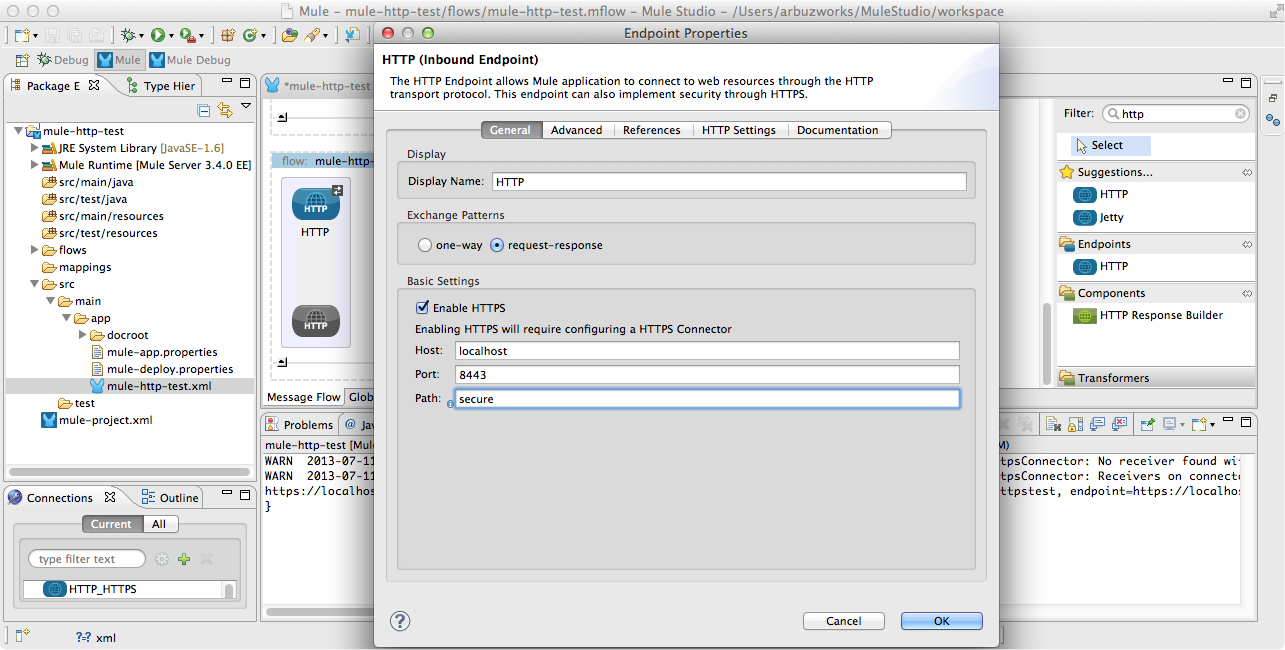 Mule – mule-http-test/flows/mule-http-test.mflow – Mule Studio – /Users/arbuzworks/MuleStudio/workspace
Debug
Mule
Mule Debug
Package E
Type Hier
mule-http-test
JRE System Library [JavaSE-1.6]
Mule Runtime [Mule Server 3.4.0 EE]
src/main/java
src/test/java
src/main/resources
src/test/resources
flows
mappings
src
main
app
docroot
mule-app.properties
mule-deploy.properties
mule-http-test.xml
test
mule-project.xml
Connections
Outline
Current
All
type filter text
HTTP_HTTPS
xml
*mule-http-test
flow:
mule-http-
HTTP
HTTP
HTTP
Message Flow
Glob
Problems
@ Jav
mule-http-test [Mul
WARN 2013-07-11
WARN 2013-07-11
https://localhos
}
Endpoint Properties
HTTP (Inbound Endpoint)
The HTTP Endpoint allows Mule application to connect to web resources through the HTTP
transport protocol. This endpoint can also implement security through HTTPS.
General
Advanced
References
HTTP Settings
Documentation
Display
Display Name:
HTTP
Exchange Patterns
one-way
request-response
Basic Settings
Enable HTTPS
Enabling HTTPS will require configuring a HTTPS Connector
Host:
localhost
Port:
8443
Path:
secure
?
Cancel
OK
Filter:
http
Select
Suggestions...
HTTP
Jetty
Endpoints
HTTP
Components
HTTP Response Builder
Transformers
M)
tpsConnector: No receiver found wi
tpsConnector: Receivers on connecto
ttpstest, endpoint=https://localhos